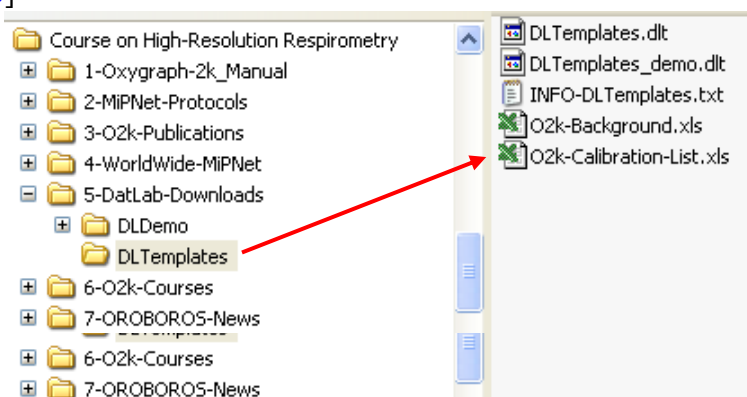 Course on High-Resolution Respirometry
1-Oxygraph-2k_Manual
2-MiPNet-Protocols
3-O2k-Publications
4-WorldWide-MiPNet
5-DatLab-Downloads
DLDemo
DLTemplates
6-O2k-Courses
7-OROBOROS-News
6-O2k-Courses
7-OROBOROS-News
DLTemplates.dlt
DLTemplates_demo.dlt
INFO-DLTemplates.txt
O2k-Background.xls
O2k-Calibration-List.xls